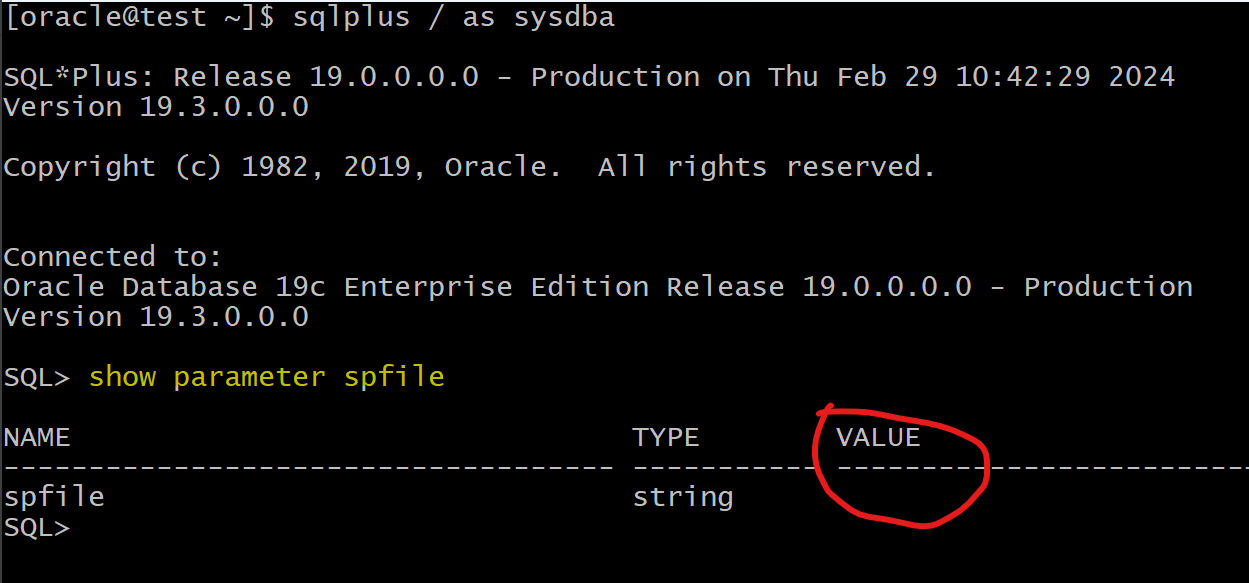 [oracle@test ~]$ sqlplus / as sysdba
SQL*Plus: Release 19.0.0.0.0 - Production on Thu Feb 29 10:42:29 2024
Version 19.3.0.0.0
Copyright (c) 1982, 2019, Oracle.  All rights reserved.
Connected to:
Oracle Database 19c Enterprise Edition Release 19.0.0.0.0 - Production
Version 19.3.0.0.0
SQL> show parameter spfile
NAME                                 TYPE        VALUE
------------------------------------ ----------- -------------------------
spfile                               string
SQL>